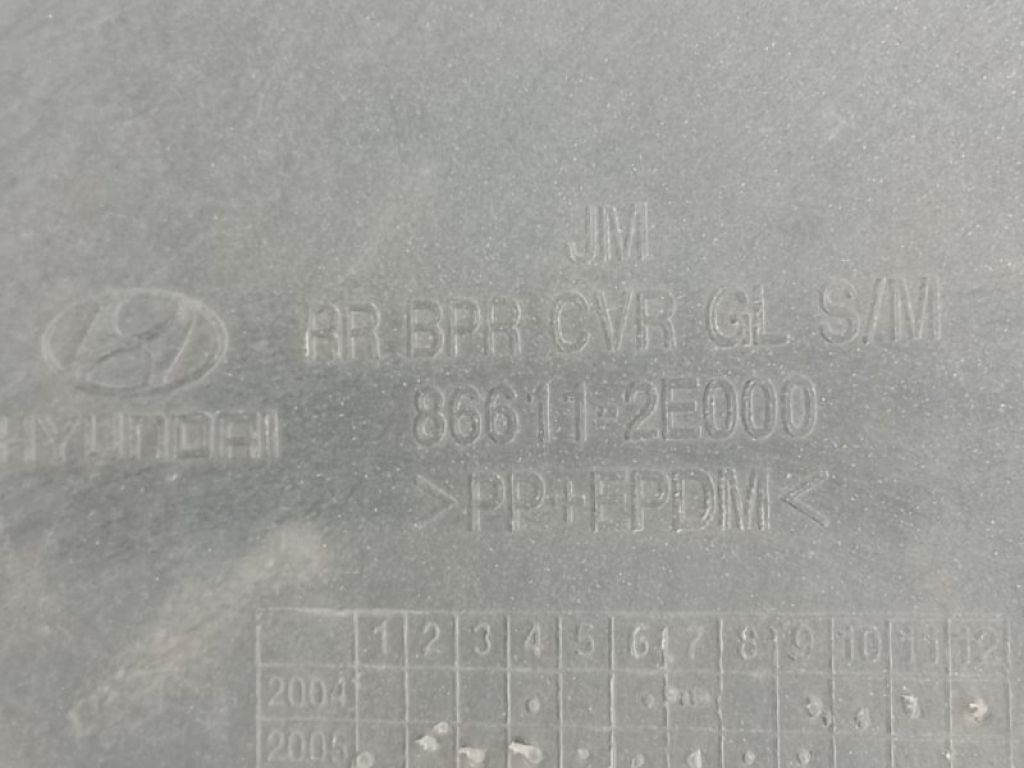 JM
RR BPR CVR GL S/M
HYUNDAI
86611-2E000
>PP+EPDM<
1 2 3 4 5 6 7 8 9 10 11 12
2004
2005